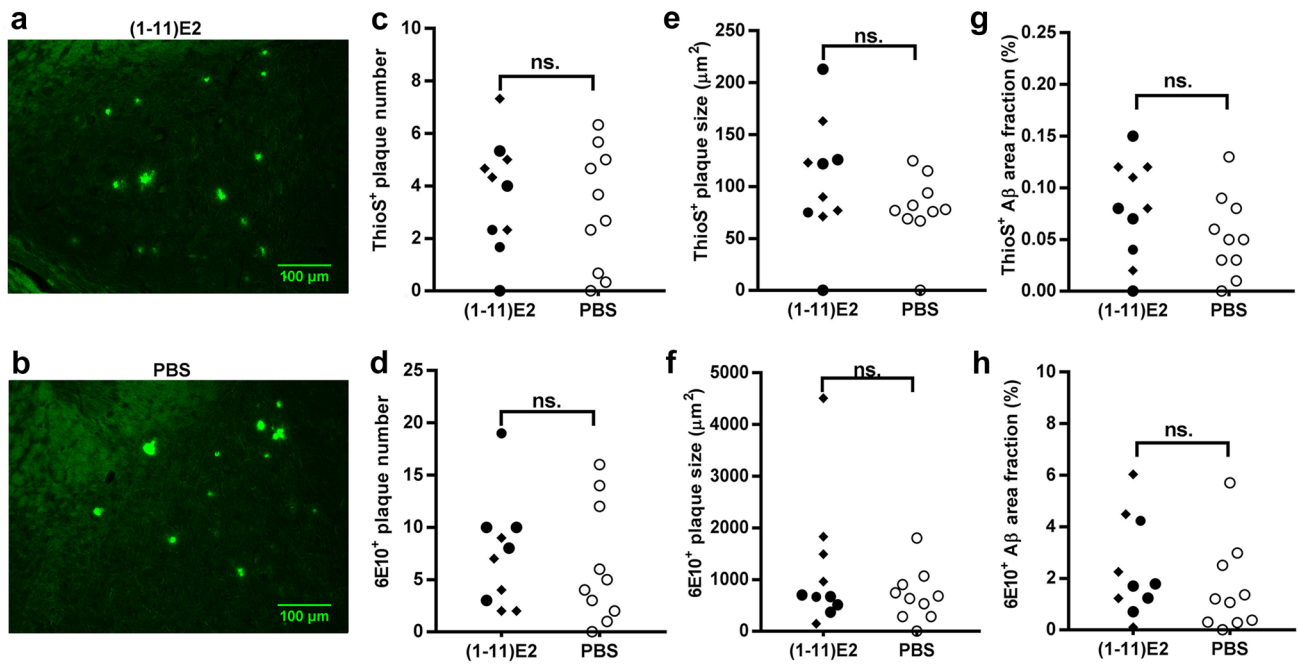 a
(1-11)E2
100 µm
c
ThioS+ plaque number
10
8
6
4
2
0
ns.
(1-11)E2 PBS
e
ThioS+ plaque size (µm2)
250
200
150
100
50
0
ns.
(1-11)E2 PBS
g
ThioS+ Aβ area fraction (%)
0.25
0.20
0.15
0.10
0.05
0.00
ns.
(1-11)E2 PBS
b
PBS
100 µm
d
6E10+ plaque number
25
20
15
10
5
0
ns.
(1-11)E2 PBS
f
6E10+ plaque size (µm2)
5000
4000
3000
2000
1000
0
ns.
(1-11)E2 PBS
h
6E10+ Aβ area fraction (%)
10
8
6
4
2
0
ns.
(1-11)E2 PBS